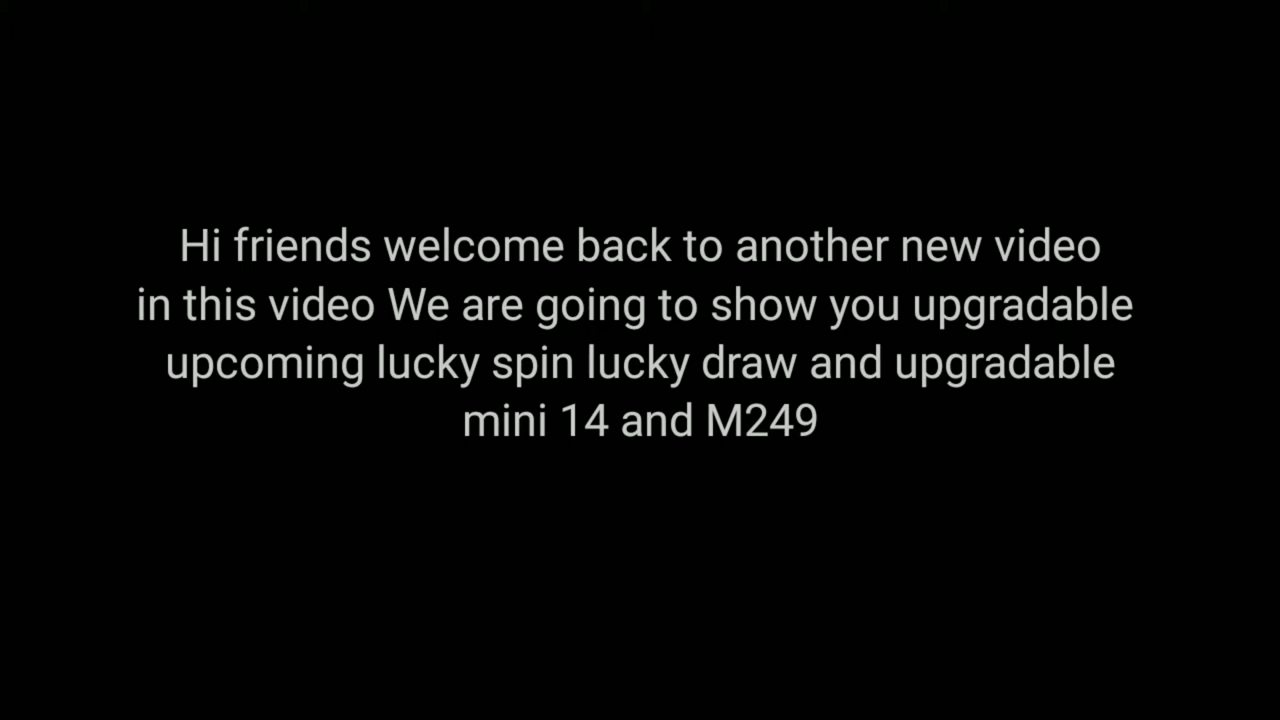 Hi friends welcome back to another new video
in this video We are going to show you upgradable
upcoming lucky spin lucky draw and upgradable
mini 14 and M249